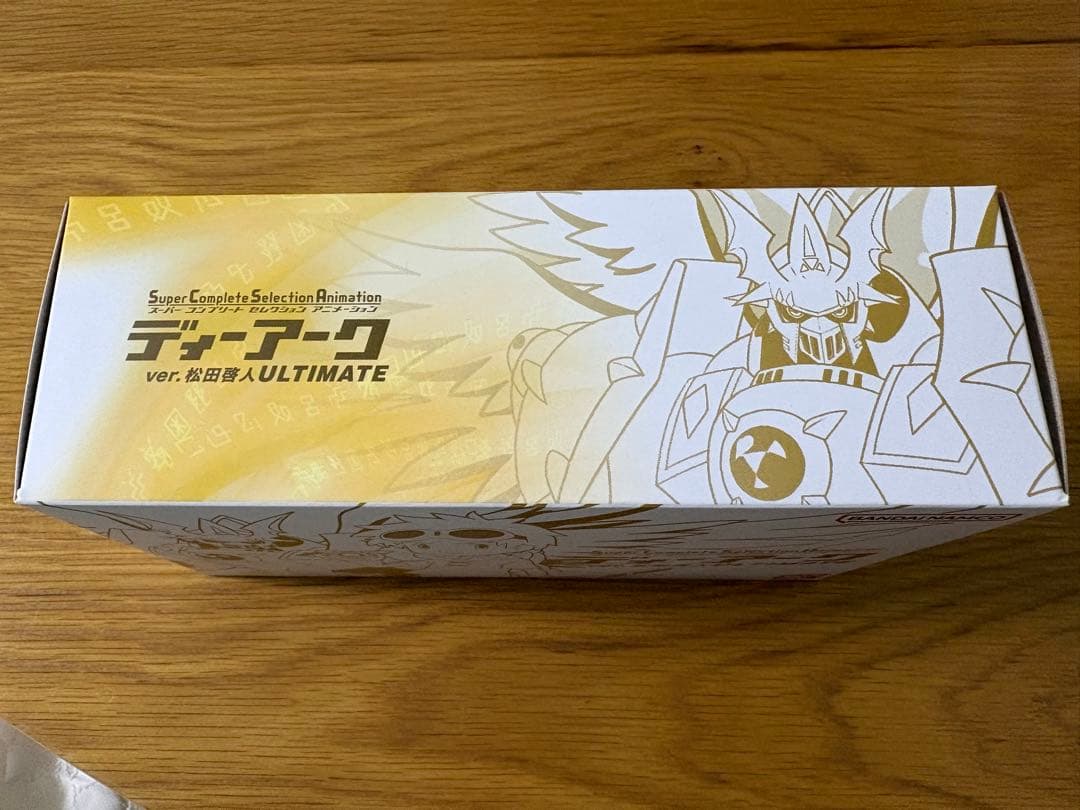 Super Complete Selection Animation
スーパー コンプリート セレクション アニメーション
ディーアーク
ver.松田啓人ULTIMATE
BANDAI NAMCO